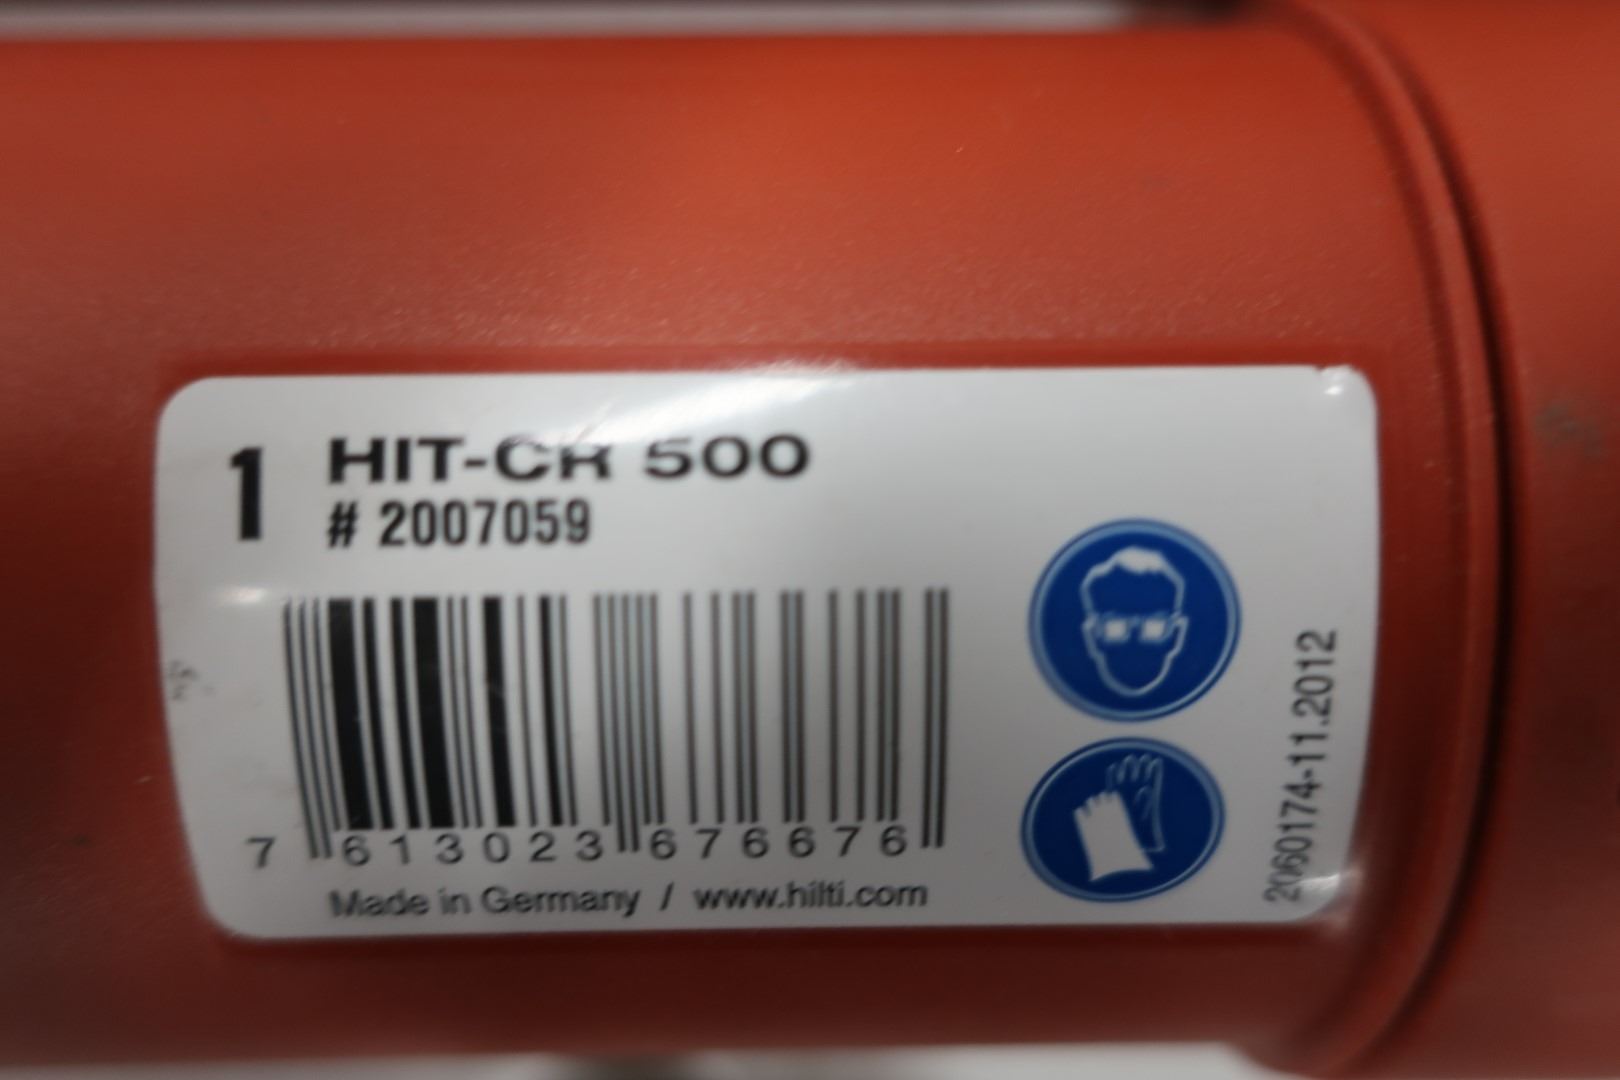 1 HIT-CR 500
# 2007059
7 613023 676676
Made in Germany / www.hilti.com
2060174-11.2012